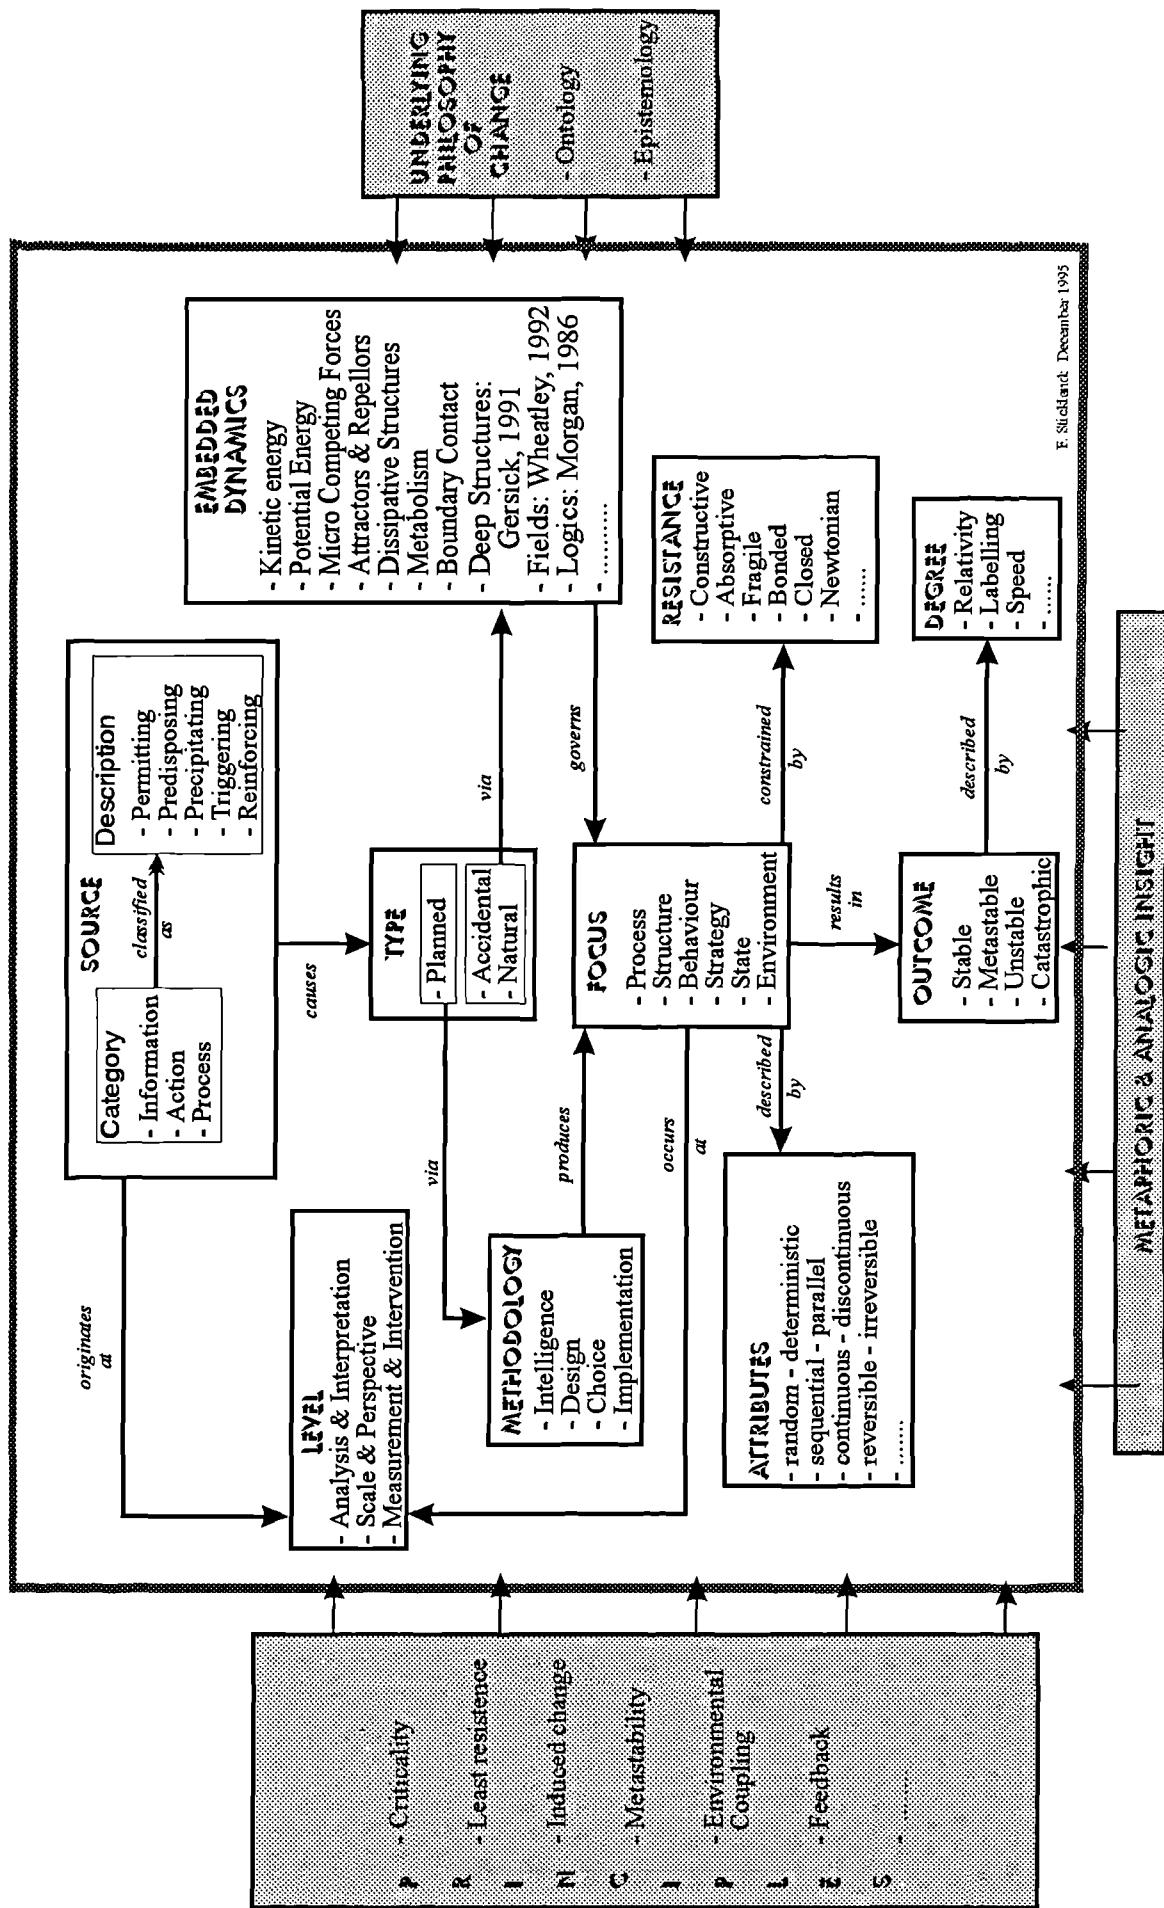 SOURCE
Category
- Information
- Action
- Process
classified
as
Description
- Permitting
- Predisposing
- Precipitating
- Triggering
- Reinforcing
originates
at
causes
LEVEL
- Analysis & Interpretation
- Scale & Perspective
- Measurement & Intervention
TYPE
- Planned
- Accidental
- Natural
via
via
EMBEDDED
DYNAMICS
- Kinetic energy
- Potential Energy
- Micro Competing Forces
- Attractors & Repellors
- Dissipative Structures
- Metabolism
- Boundary Contact
- Deep Structures:
Gersick, 1991
- Fields: Wheatley, 1992
- Logics: Morgan, 1986
- .........
METHODOLOGY
- Intelligence
- Design
- Choice
- Implementation
produces
governs
FOCUS
- Process
- Structure
- Behaviour
- Strategy
- State
- Environment
occurs
at
described
by
results
in
constrained
by
RESISTANCE
- Constructive
- Absorptive
- Fragile
- Bonded
- Closed
- Newtonian
- ......
ATTRIBUTES
- random - deterministic
- sequential - parallel
- continuous - discontinuous
- reversible - irreversible
- ......
OUTCOME
- Stable
- Metastable
- Unstable
- Catastrophic
described
by
DEGREE
- Relativity
- Labelling
- Speed
- ......
F. Stickland: December 1995
PRINCIPLES
- Criticality
- Least resistence
- Induced change
- Metastability
- Environmental
Coupling
- Feedback
- .........
UNDERLYING
PHILOSOPHY
OF
CHANGE
- Ontology
- Epistemology
METAPHORIC & ANALOGIC INSIGHT